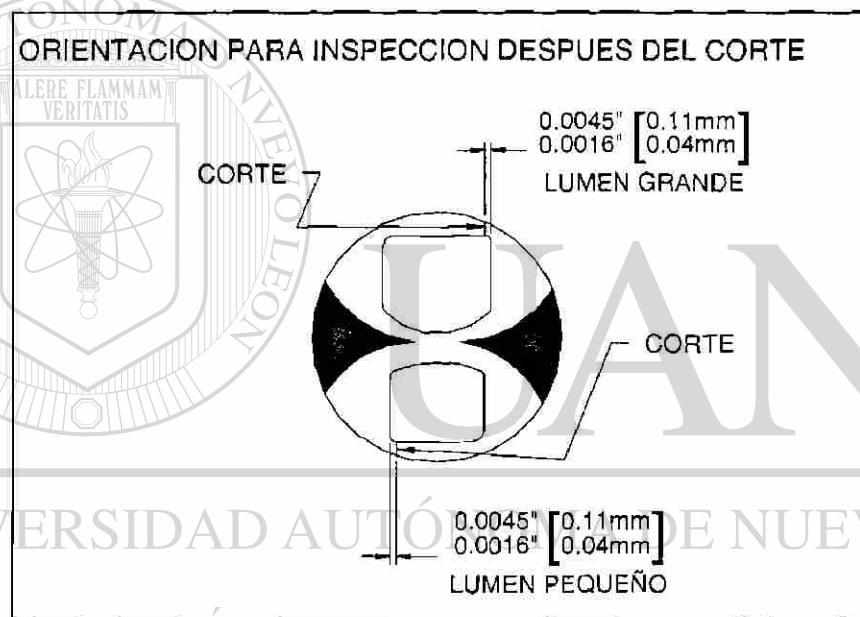 ORIENTACION PARA INSPECCION DESPUES DEL CORTE
ALERE FLAMMAM
VERITATIS
0.0045" [0.11mm]
0.0016" [0.04mm]
LUMEN GRANDE
CORTE
UAN
CORTE
0.0045" [0.11mm]
0.0016" [0.04mm]
LUMEN PEQUEÑO
VERSIDAD AUTÓNOMA DE NUEV